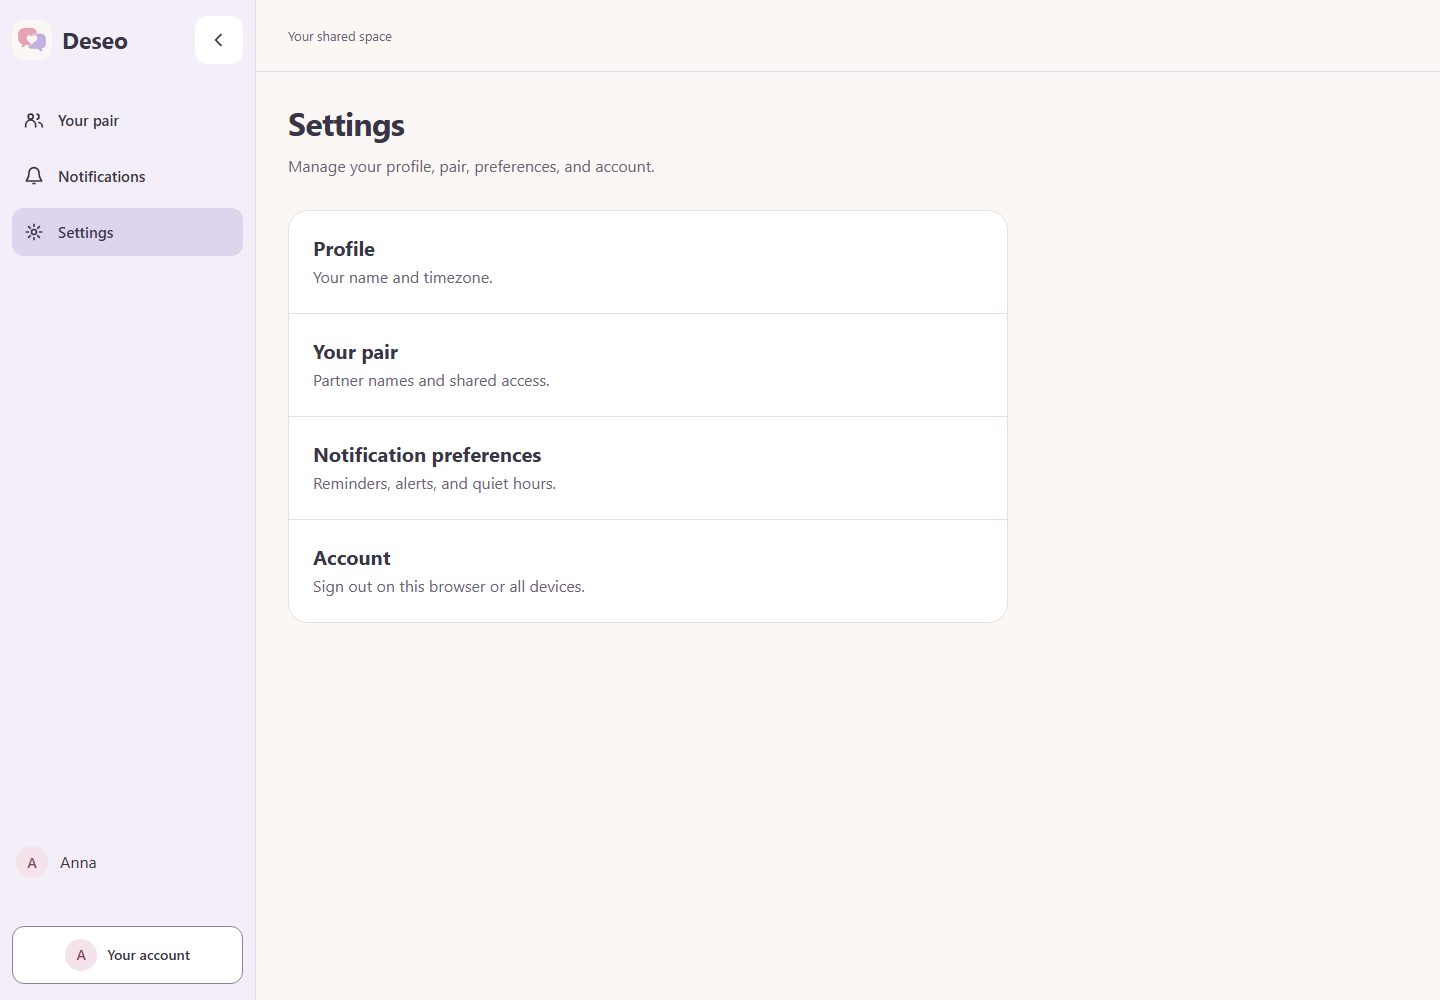 Deseo
Your pair
Notifications
Settings
A Anna
A Your account
Your shared space
Settings
Manage your profile, pair, preferences, and account.
Profile
Your name and timezone.
Your pair
Partner names and shared access.
Notification preferences
Reminders, alerts, and quiet hours.
Account
Sign out on this browser or all devices.